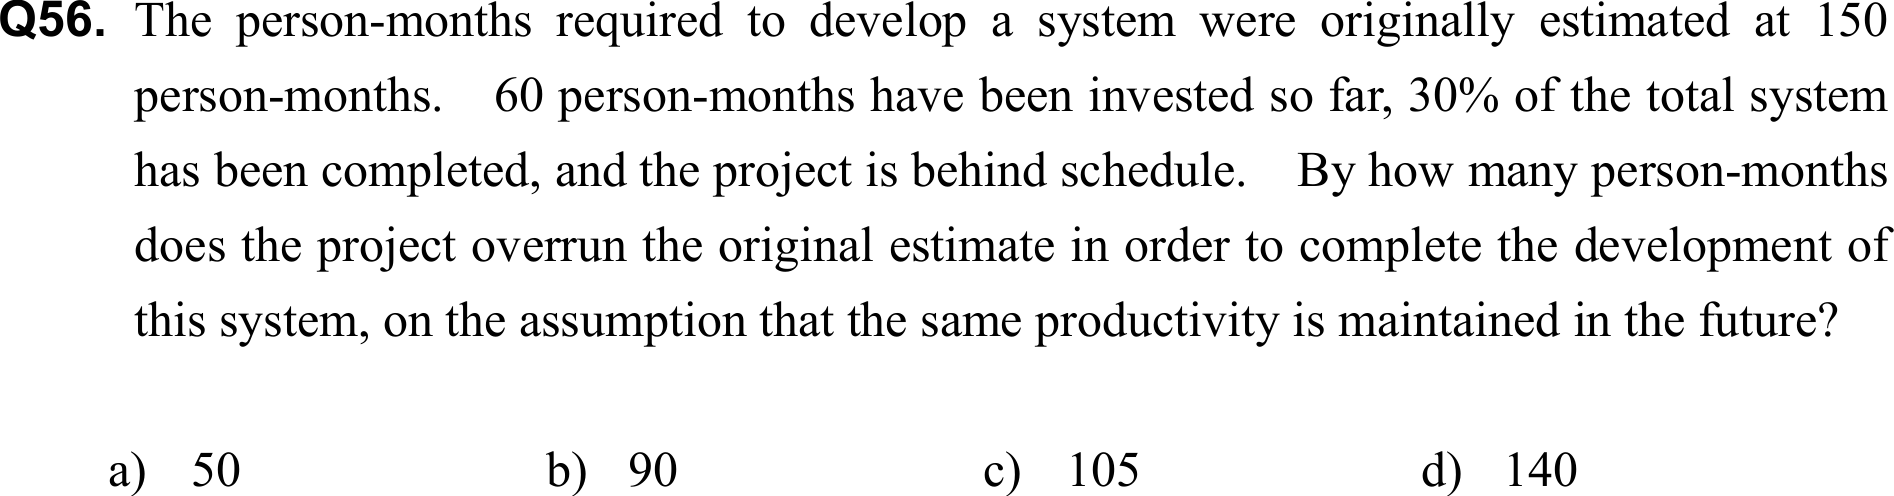 Q56. The person-months required to develop a system were originally estimated at 150
person-months. 60 person-months have been invested so far, 30% of the total system
has been completed, and the project is behind schedule. By how many person-months
does the project overrun the original estimate in order to complete the development of
this system, on the assumption that the same productivity is maintained in the future?
a) 50 b) 90 c) 105 d) 140